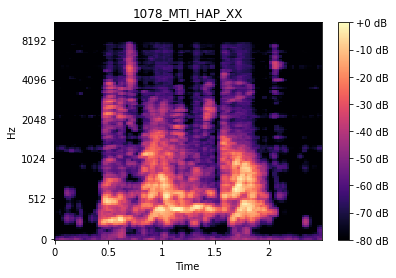 1078_MTI_HAP_XX
8192
4096
2048
1024
512
0
Hz
0
0.5
1
1.5
2
Time
+0 dB
-10 dB
-20 dB
-30 dB
-40 dB
-50 dB
-60 dB
-70 dB
-80 dB